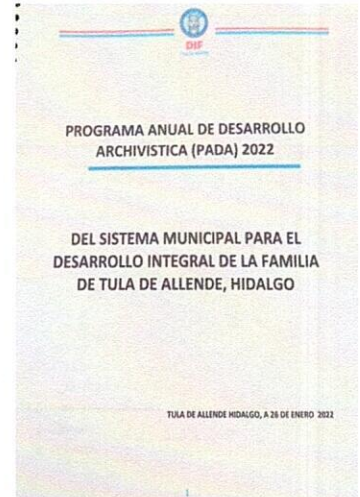 DIF
PROGRAMA ANUAL DE DESARROLLO
ARCHIVISTICA (PADA) 2022
DEL SISTEMA MUNICIPAL PARA EL
DESARROLLO INTEGRAL DE LA FAMILIA
DE TULA DE ALLENDE, HIDALGO
TULA DE ALLENDE HIDALGO, A 26 DE ENERO 2022
1